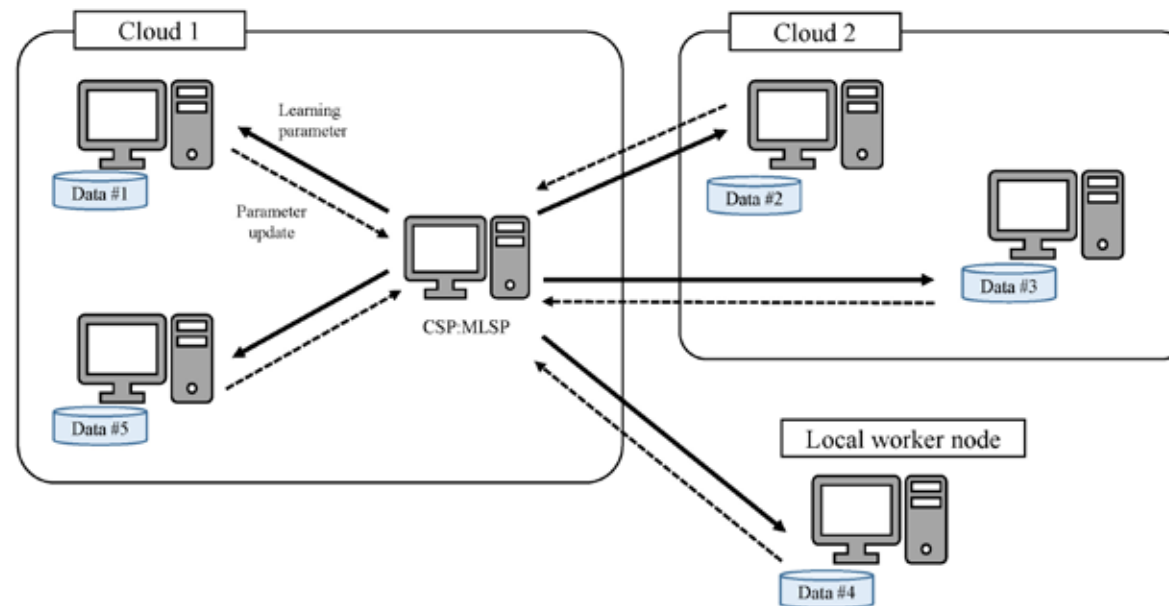 Cloud 1
Cloud 2
Learning
parameter
Data #1
Data #2
Parameter
update
Data #3
CSP:MLSP
Data #5
Local worker node
Data #4